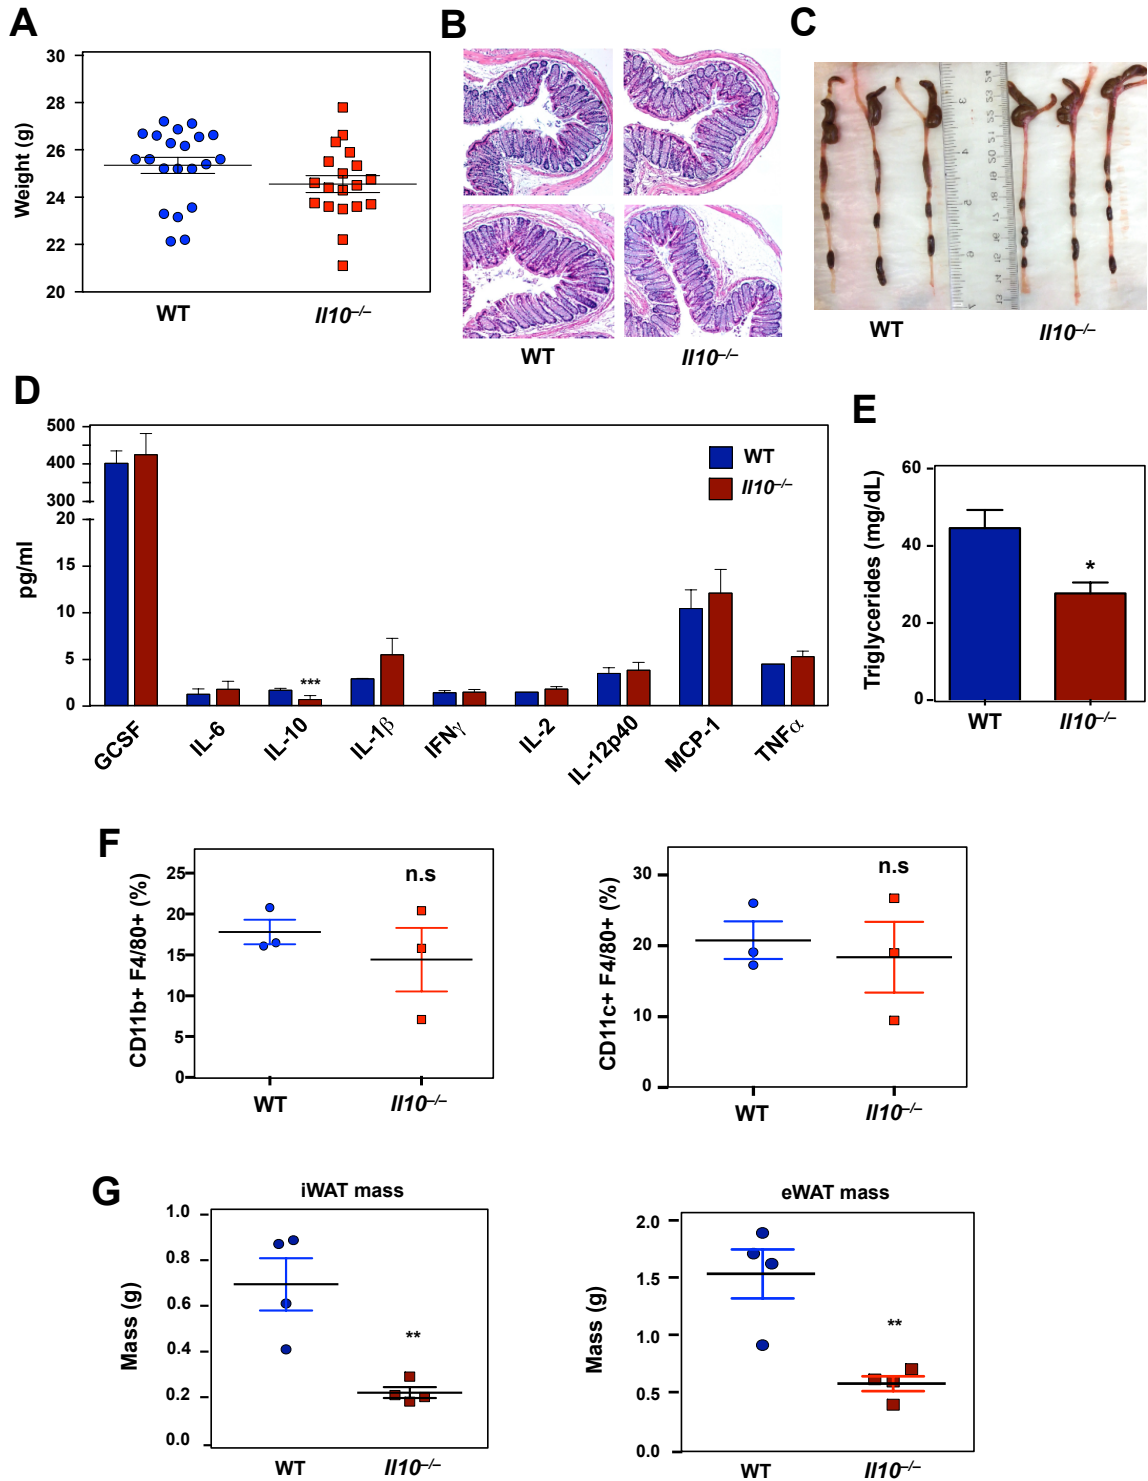 A
Weight (g)
30
28
26
24
22
20
WT
Il10–/–
B
WT
Il10–/–
C
WT
Il10–/–
D
pg/ml
500
400
300
20
15
10
5
0
WT
Il10–/–
***
GCSF
IL-6
IL-10
IL-1β
IFNγ
IL-2
IL-12p40
MCP-1
TNFα
E
Triglycerides (mg/dL)
60
40
20
0
*
WT
Il10–/–
F
CD11b+ F4/80+ (%)
25
20
15
10
5
0
n.s
WT
Il10–/–
CD11c+ F4/80+ (%)
30
20
10
0
n.s
WT
Il10–/–
G
iWAT mass
Mass (g)
1.0
0.8
0.6
0.4
0.2
0.0
**
WT
Il10–/–
eWAT mass
Mass (g)
2.0
1.5
1.0
0.5
0.0
**
WT
Il10–/–